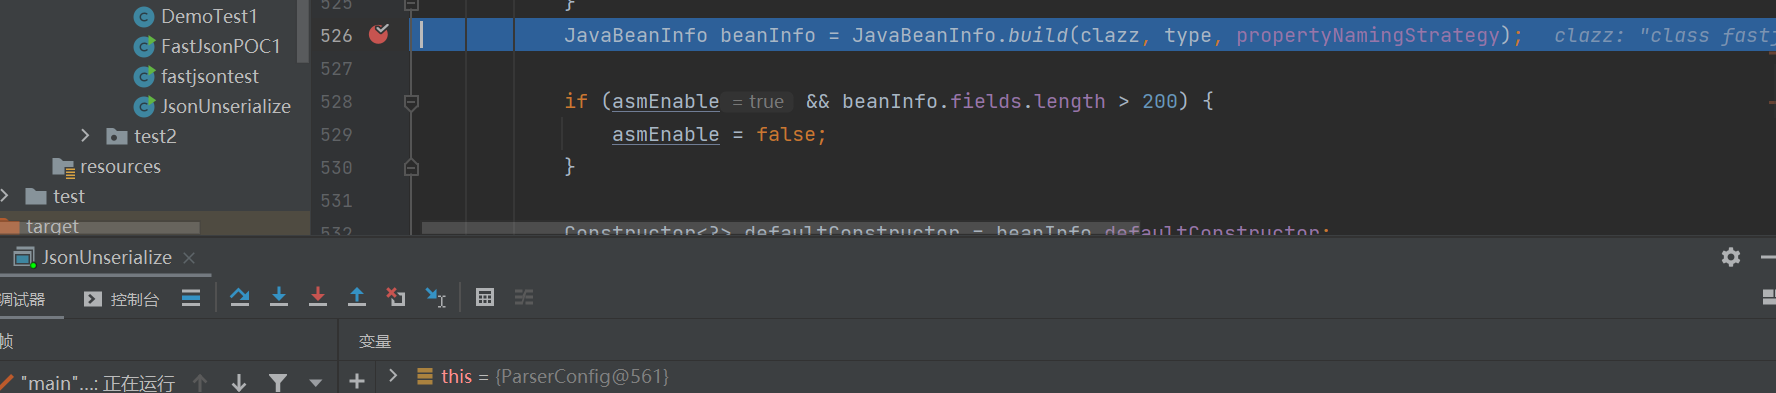 DemoTest1
FastJsonPOC1
fastjsontest
JsonUnserialize
test2
resources
test
target
525 }
526 JavaBeanInfo beanInfo = JavaBeanInfo.build(clazz, type, propertyNamingStrategy); clazz: "class fastj
527
528 if (asmEnable = true && beanInfo.fields.length > 200) {
529 asmEnable = false;
530 }
531
532 Constructor<?> defaultConstructor = beanInfo.defaultConstructor;
JsonUnserialize
调试器 控制台
帧 变量
"main"...: 正在运行 this = {ParserConfig@561}